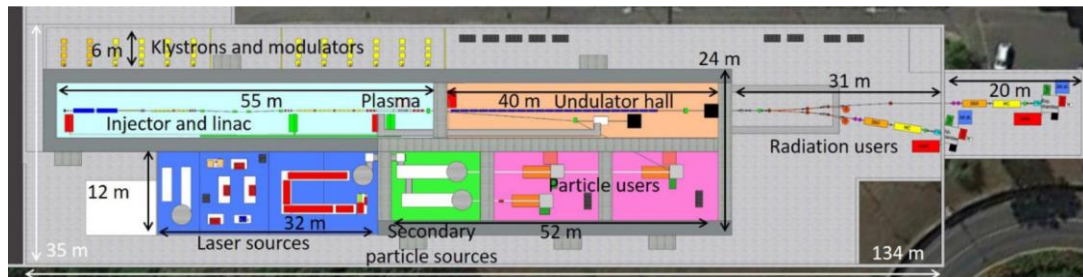 6 m
Klystrons and modulators
24 m
55 m
Plasma
40 m
Undulator hall
31 m
20 m
Injector and linac
Radiation users
12 m
Particle users
32 m
Secondary
52 m
Laser sources
particle sources
35 m
134 m